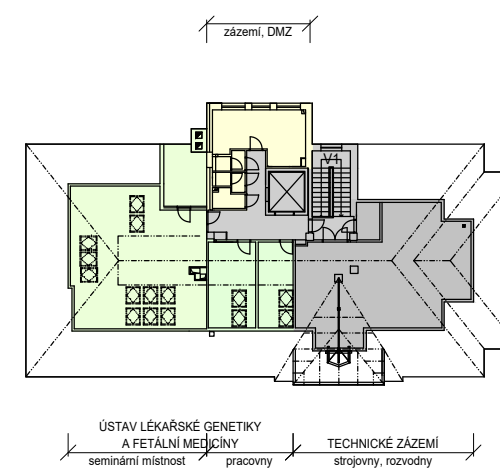 zázemí, DMZ
V1
ÚSTAV LÉKAŘSKÉ GENETIKY
A FETÁLNÍ MEDICÍNY
TECHNICKÉ ZÁZEMÍ
seminární místnost
pracovny
strojovny, rozvodny